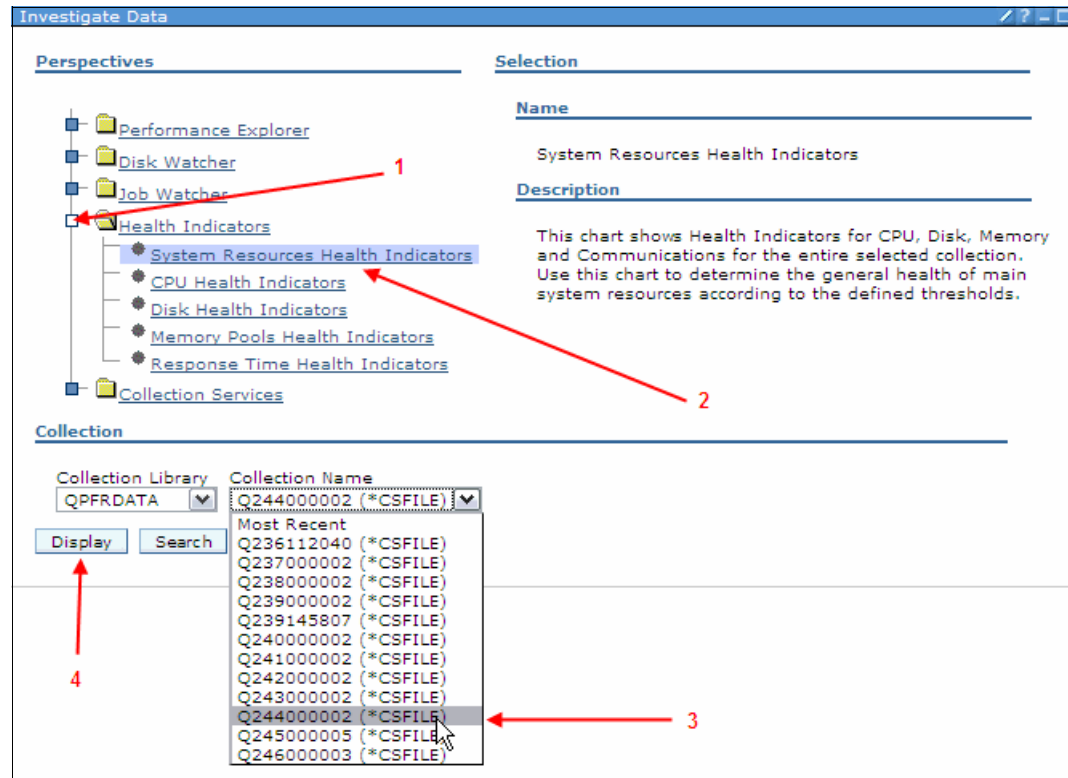 Investigate Data
Perspectives
Performance Explorer
Disk Watcher
Job Watcher
1
Health Indicators
System Resources Health Indicators
CPU Health Indicators
Disk Health Indicators
Memory Pools Health Indicators
Response Time Health Indicators
2
Collection Services
Selection
Name
System Resources Health Indicators
Description
This chart shows Health Indicators for CPU, Disk, Memory
and Communications for the entire selected collection.
Use this chart to determine the general health of main
system resources according to the defined thresholds.
Collection
Collection Library Collection Name
QPFRDATA Q244000002 (*CSFILE)
Display Search
Most Recent
Q236112040 (*CSFILE)
Q237000002 (*CSFILE)
Q238000002 (*CSFILE)
Q239000002 (*CSFILE)
Q239145807 (*CSFILE)
Q240000002 (*CSFILE)
Q241000002 (*CSFILE)
Q242000002 (*CSFILE)
Q243000002 (*CSFILE)
Q244000002 (*CSFILE)
Q245000005 (*CSFILE)
Q246000003 (*CSFILE)
4
3